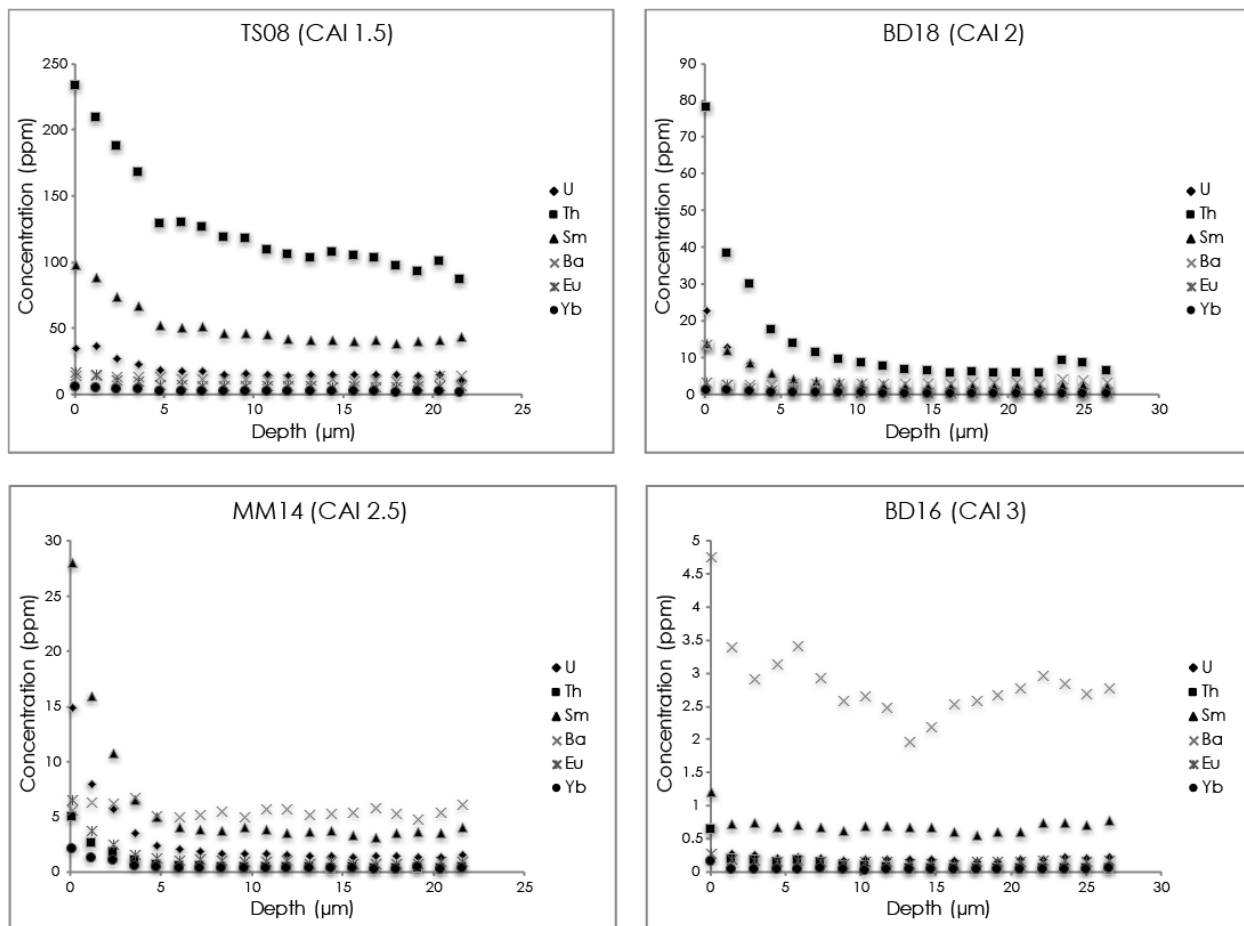 TS08 (CAI 1.5)
250
200
150
100
50
0
0 5 10 15 20 25
Concentration (ppm)
Depth (µm)
U
Th
Sm
Ba
Eu
Yb
BD18 (CAI 2)
90
80
70
60
50
40
30
20
10
0
0 5 10 15 20 25 30
Concentration (ppm)
Depth (µm)
U
Th
Sm
Ba
Eu
Yb
MM14 (CAI 2.5)
30
25
20
15
10
5
0
0 5 10 15 20 25
Concentration (ppm)
Depth (µm)
U
Th
Sm
Ba
Eu
Yb
BD16 (CAI 3)
5
4.5
4
3.5
3
2.5
2
1.5
1
0.5
0
0 5 10 15 20 25 30
Concentration (ppm)
Depth (µm)
U
Th
Sm
Ba
Eu
Yb